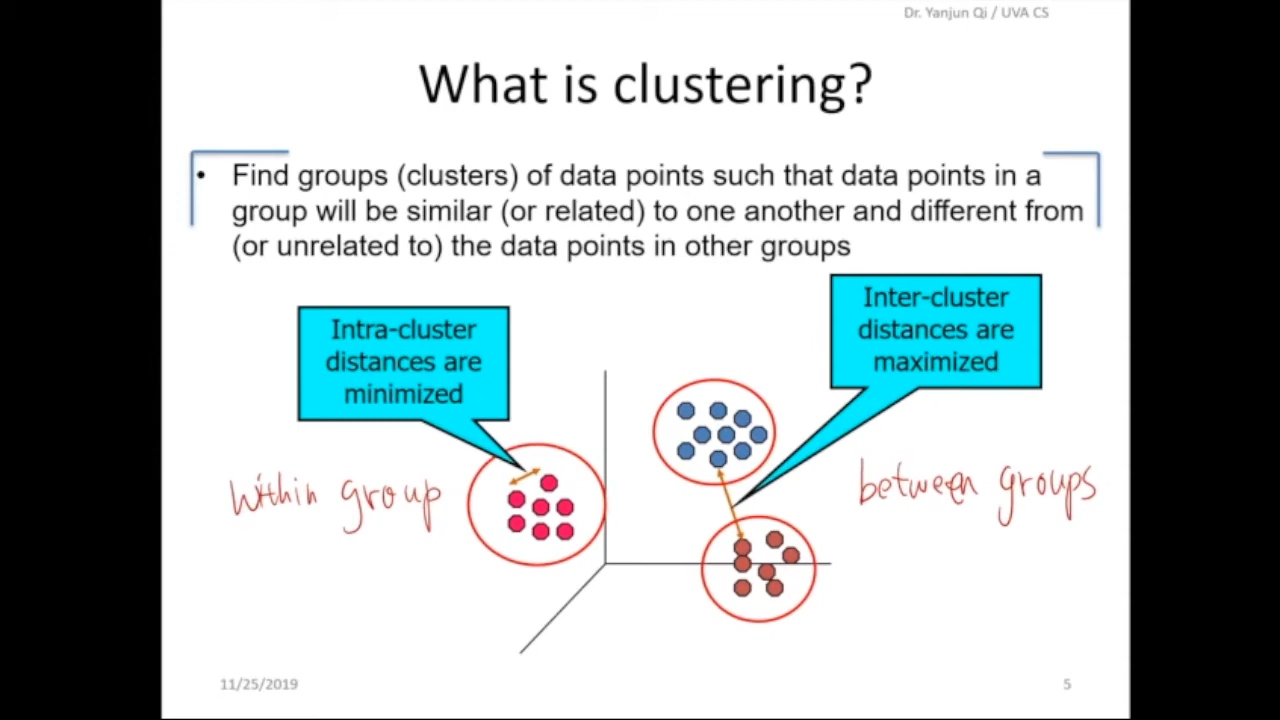 Dr. Yanjun Qi / UVA CS
What is clustering?
• Find groups (clusters) of data points such that data points in a
group will be similar (or related) to one another and different from
(or unrelated to) the data points in other groups
Intra-cluster
distances are
minimized
Inter-cluster
distances are
maximized
within group
between groups
11/25/2019
5